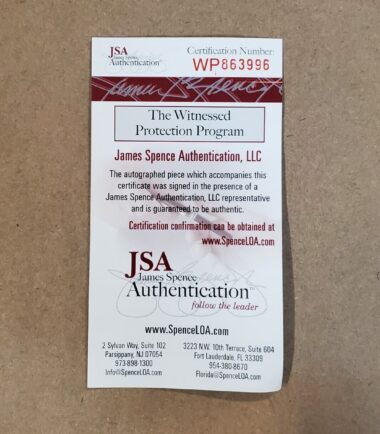 JSA
James Spence
Authentication
Certification Number:
WP863996
James Spence
The Witnessed
Protection Program
James Spence Authentication, LLC
The autographed piece which accompanies this
certificate was signed in the presence of a
James Spence Authentication, LLC representative
and is guaranteed to be authentic.
Certification confirmation can be obtained at
www.SpenceLOA.com
JSA
James Spence
Authentication™
follow the leader
www.SpenceLOA.com
2 Sylvan Way, Suite 102
Parsippany, NJ 07054
973-898-1300
Info@SpenceLOA.com
3223 N.W. 10th Terrace, Suite 604
Fort Lauderdale, FL 33309
954-380-8670
Florida@SpenceLOA.com